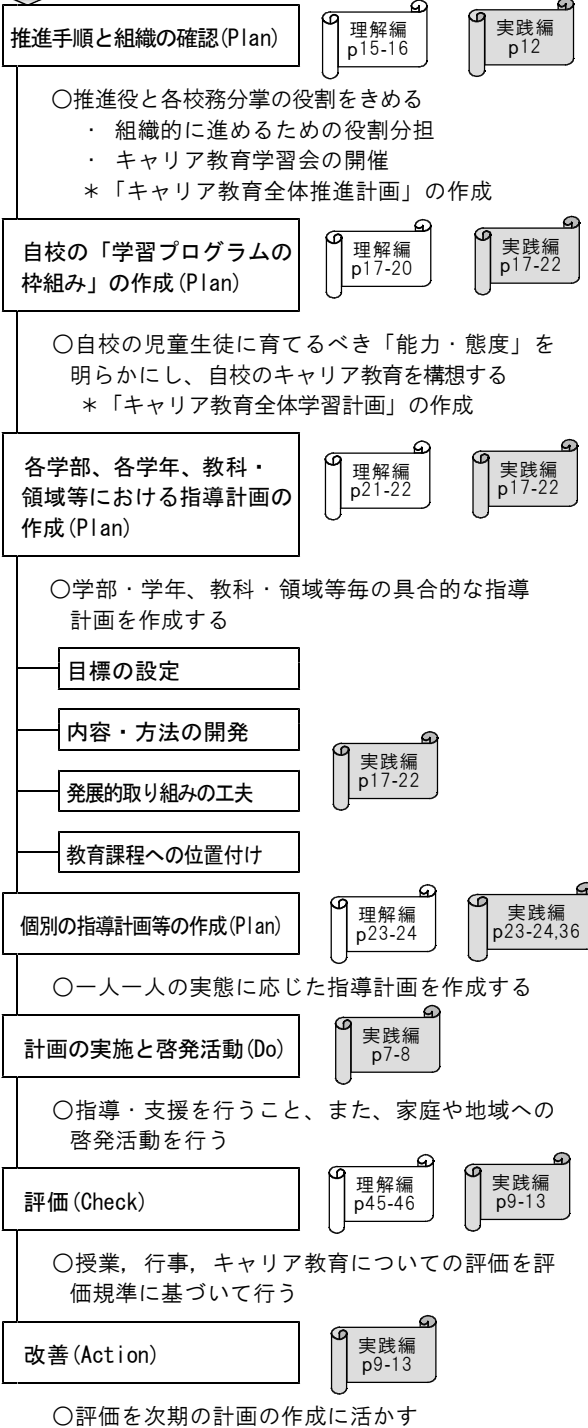 推進手順と組織の確認(Plan)
理解編
p15-16
実践編
p12
○推進役と各校務分掌の役割をきめる
・ 組織的に進めるための役割分担
・ キャリア教育学習会の開催
＊「キャリア教育全体推進計画」の作成
自校の「学習プログラムの
枠組み」の作成(Plan)
理解編
p17-20
実践編
p17-22
○自校の児童生徒に育てるべき「能力・態度」を
明らかにし、自校のキャリア教育を構想する
＊「キャリア教育全体学習計画」の作成
各学部、各学年、教科・
領域等における指導計画の
作成(Plan)
理解編
p21-22
実践編
p17-22
○学部・学年、教科・領域等毎の具合的な指導
計画を作成する
目標の設定
内容・方法の開発
実践編
p17-22
発展的取り組みの工夫
教育課程への位置付け
個別の指導計画等の作成(Plan)
理解編
p23-24
実践編
p23-24,36
○一人一人の実態に応じた指導計画を作成する
計画の実施と啓発活動(Do)
実践編
p7-8
○指導・支援を行うこと、また、家庭や地域への
啓発活動を行う
評価(Check)
理解編
p45-46
実践編
p9-13
○授業，行事，キャリア教育についての評価を評
価規準に基づいて行う
改善(Action)
実践編
p9-13
○評価を次期の計画の作成に活かす